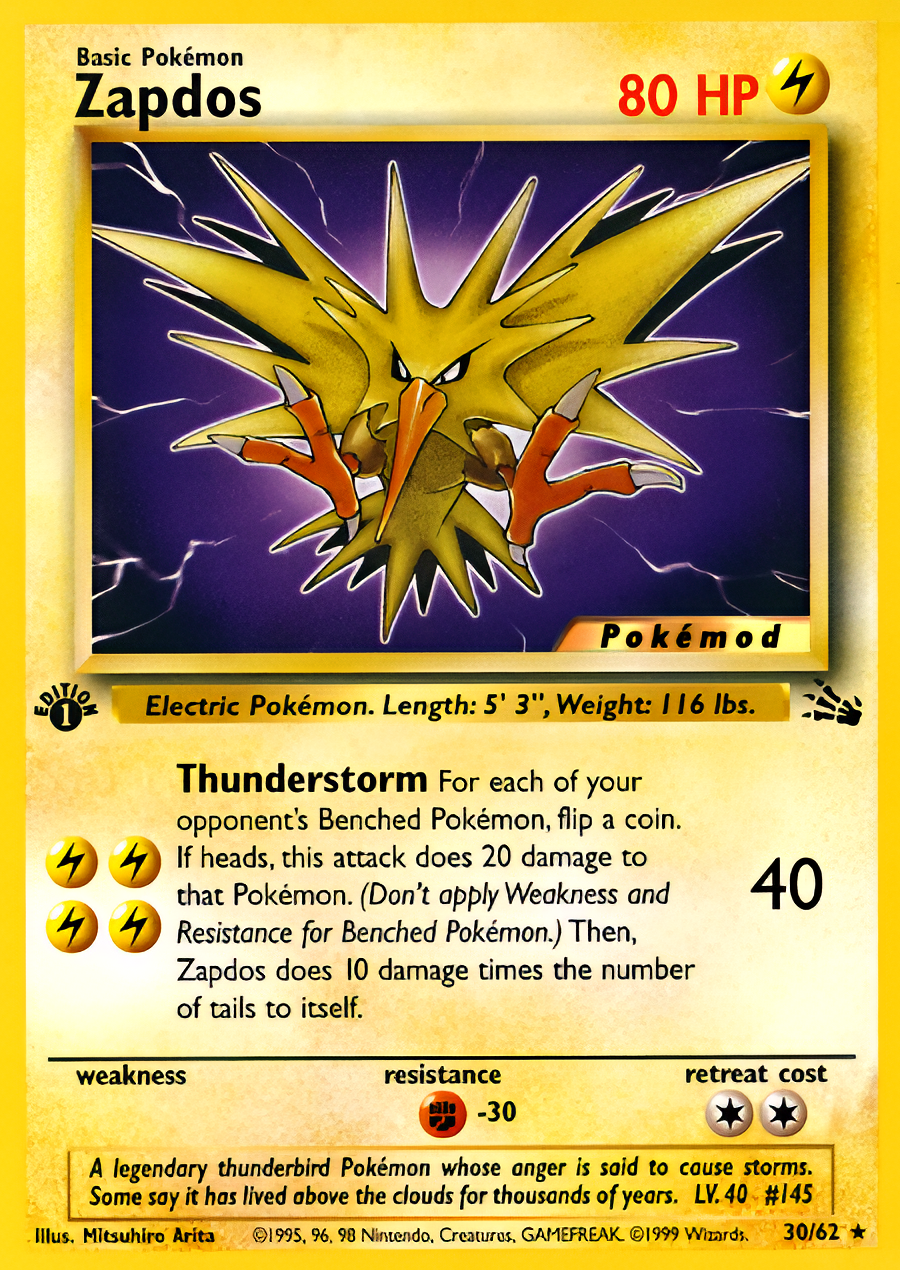 Basic Pokémon
Zapdos
80 HP
Pokémod
EDITION
1
Electric Pokémon. Length: 5' 3", Weight: 116 lbs.
Thunderstorm For each of your
opponent's Benched Pokémon, flip a coin.
If heads, this attack does 20 damage to
that Pokémon. (Don't apply Weakness and
Resistance for Benched Pokémon.) Then,
Zapdos does 10 damage times the number
of tails to itself.
40
weakness
resistance
retreat cost
-30
A legendary thunderbird Pokémon whose anger is said to cause storms.
Some say it has lived above the clouds for thousands of years. LV. 40 #145
Illus. Mitsuhiro Arita ©1995, 96, 98 Nintendo, Creatures, GAMEFREAK. ©1999 Wizards. 30/62 ★